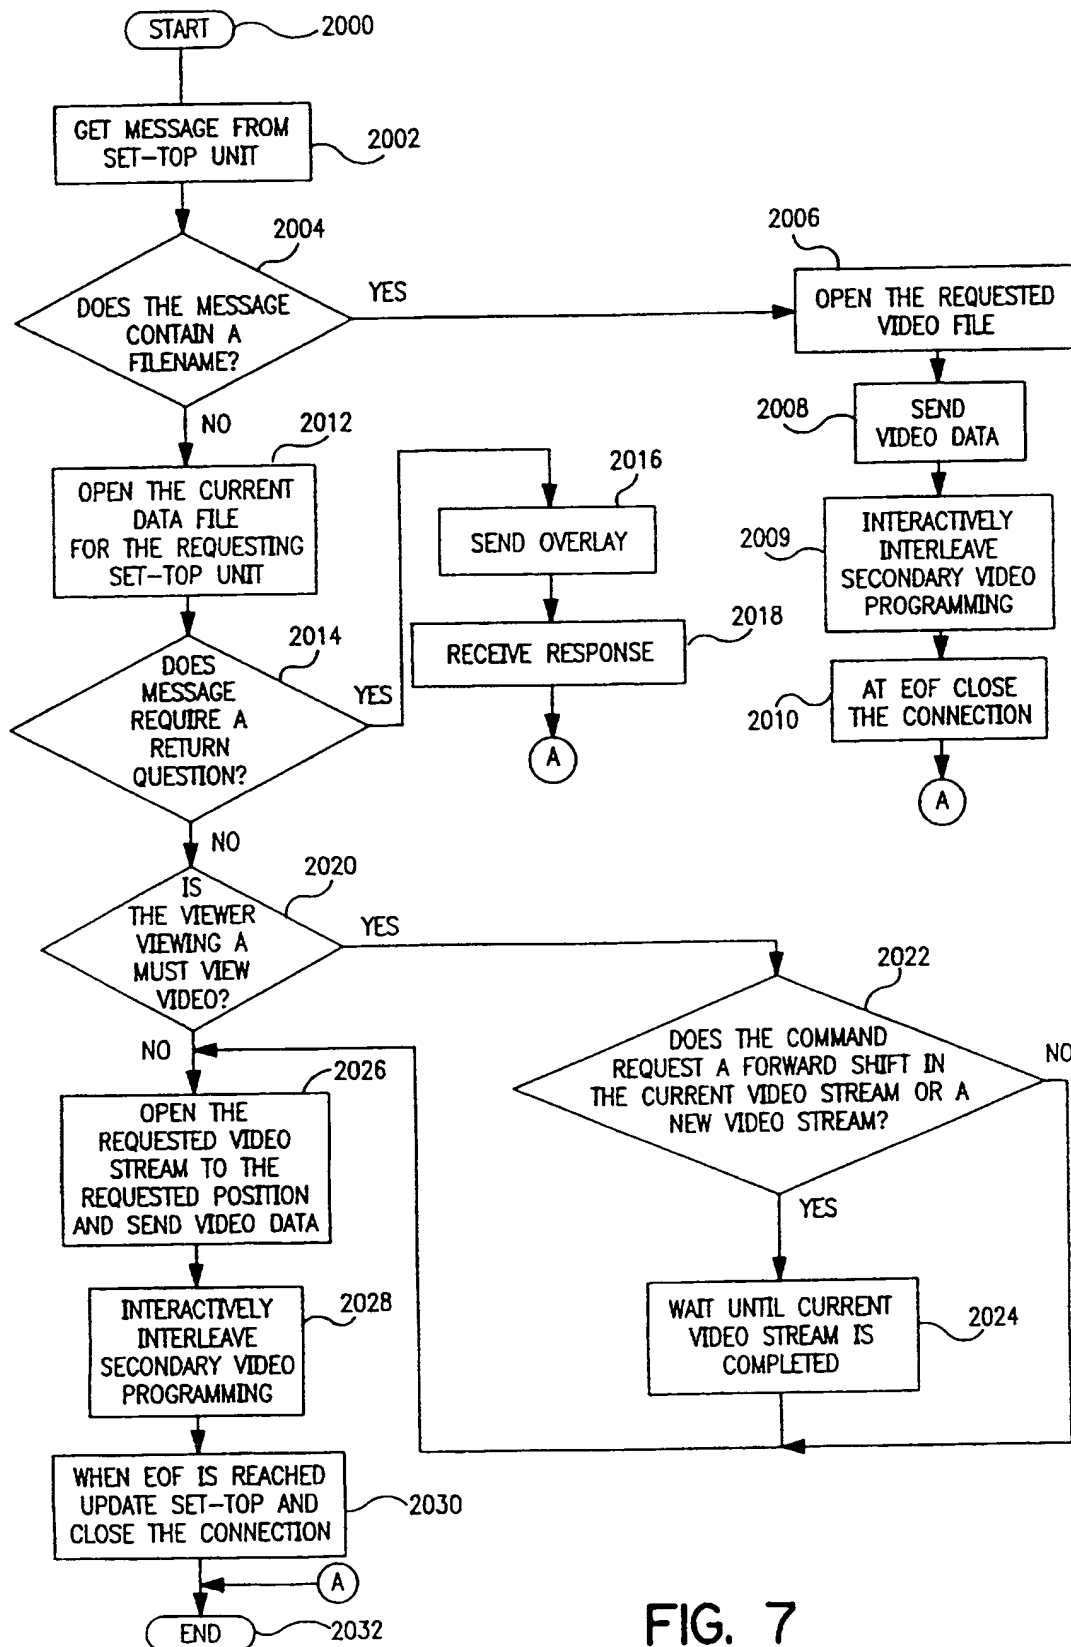 START
2000
GET MESSAGE FROM
SET-TOP UNIT
2002
2004
DOES THE MESSAGE
CONTAIN A
FILENAME?
YES
NO
2006
OPEN THE REQUESTED
VIDEO FILE
2008
SEND
VIDEO DATA
2009
INTERACTIVELY
INTERLEAVE
SECONDARY VIDEO
PROGRAMMING
2010
AT EOF CLOSE
THE CONNECTION
A
2012
OPEN THE CURRENT
DATA FILE
FOR THE REQUESTING
SET-TOP UNIT
2014
DOES
MESSAGE
REQUIRE A
RETURN
QUESTION?
YES
NO
2016
SEND OVERLAY
2018
RECEIVE RESPONSE
A
2020
IS
THE VIEWER
VIEWING A
MUST VIEW
VIDEO?
YES
NO
2022
DOES THE COMMAND
REQUEST A FORWARD SHIFT IN
THE CURRENT VIDEO STREAM OR A
NEW VIDEO STREAM?
NO
YES
WAIT UNTIL CURRENT
VIDEO STREAM IS
COMPLETED
2024
2026
OPEN THE
REQUESTED VIDEO
STREAM TO THE
REQUESTED POSITION
AND SEND VIDEO DATA
INTERACTIVELY
INTERLEAVE
SECONDARY VIDEO
PROGRAMMING
2028
WHEN EOF IS REACHED
UPDATE SET-TOP AND
CLOSE THE CONNECTION
2030
A
END
2032
FIG. 7